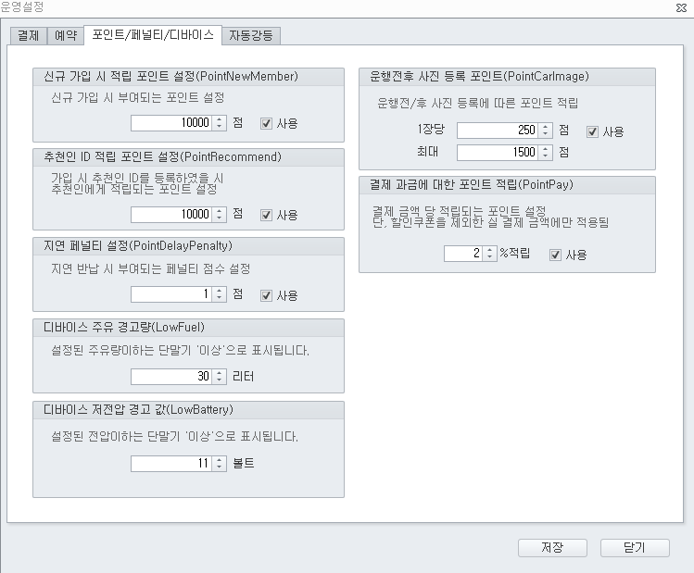 운영설정
결제
예약
포인트/페널티/디바이스
자동강등
신규 가입 시 적립 포인트 설정(PointNewMember)
신규 가입 시 부여되는 포인트 설정
10000 점 사용
추천인 ID 적립 포인트 설정(PointRecommend)
가입 시 추천인 ID를 등록하였을 시
추천인에게 적립되는 포인트 설정
10000 점 사용
지연 페널티 설정(PointDelayPenalty)
지연 반납 시 부여되는 페널티 점수 설정
1 점 사용
디바이스 주유 경고량(LowFuel)
설정된 주유량이하는 단말기 '이상'으로 표시됩니다.
30 리터
디바이스 저전압 경고 값(LowBattery)
설정된 전압이하는 단말기 '이상'으로 표시됩니다.
11 볼트
운행전후 사진 등록 포인트(PointCarImage)
운행전/후 사진 등록에 따른 포인트 적립
1장당 250 점 사용
최대 1500 점
결제 과금에 대한 포인트 적립(PointPay)
결제 금액 당 적립되는 포인트 설정
단, 할인쿠폰을 제외한 실 결제 금액에만 적용됨
2 %적립 사용
저장
닫기